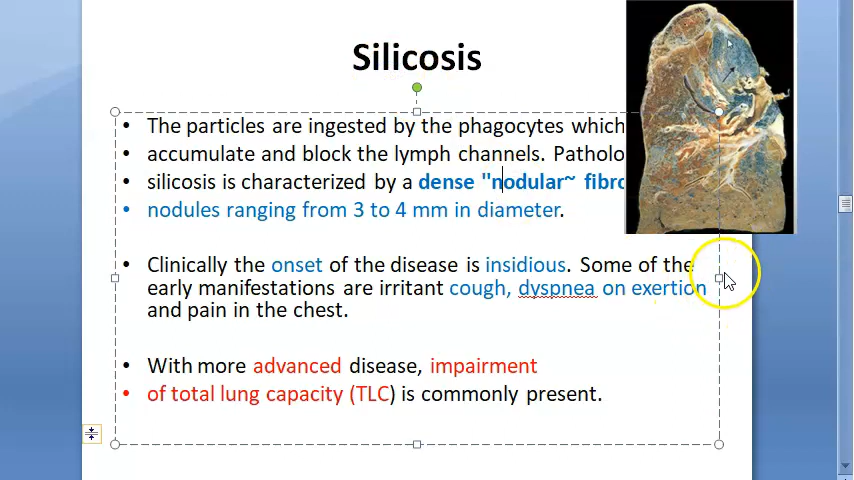 Silicosis
• The particles are ingested by the phagocytes which
• accumulate and block the lymph channels.
• silicosis is characterized by a dense "nodular~
• nodules ranging from 3 to 4 mm in diameter.
• Clinically the onset of the disease is insidious. Some of the
early manifestations are irritant cough, dyspnea on exertion
and pain in the chest.
• With more advanced disease, impairment
• of total lung capacity (TLC) is commonly present.